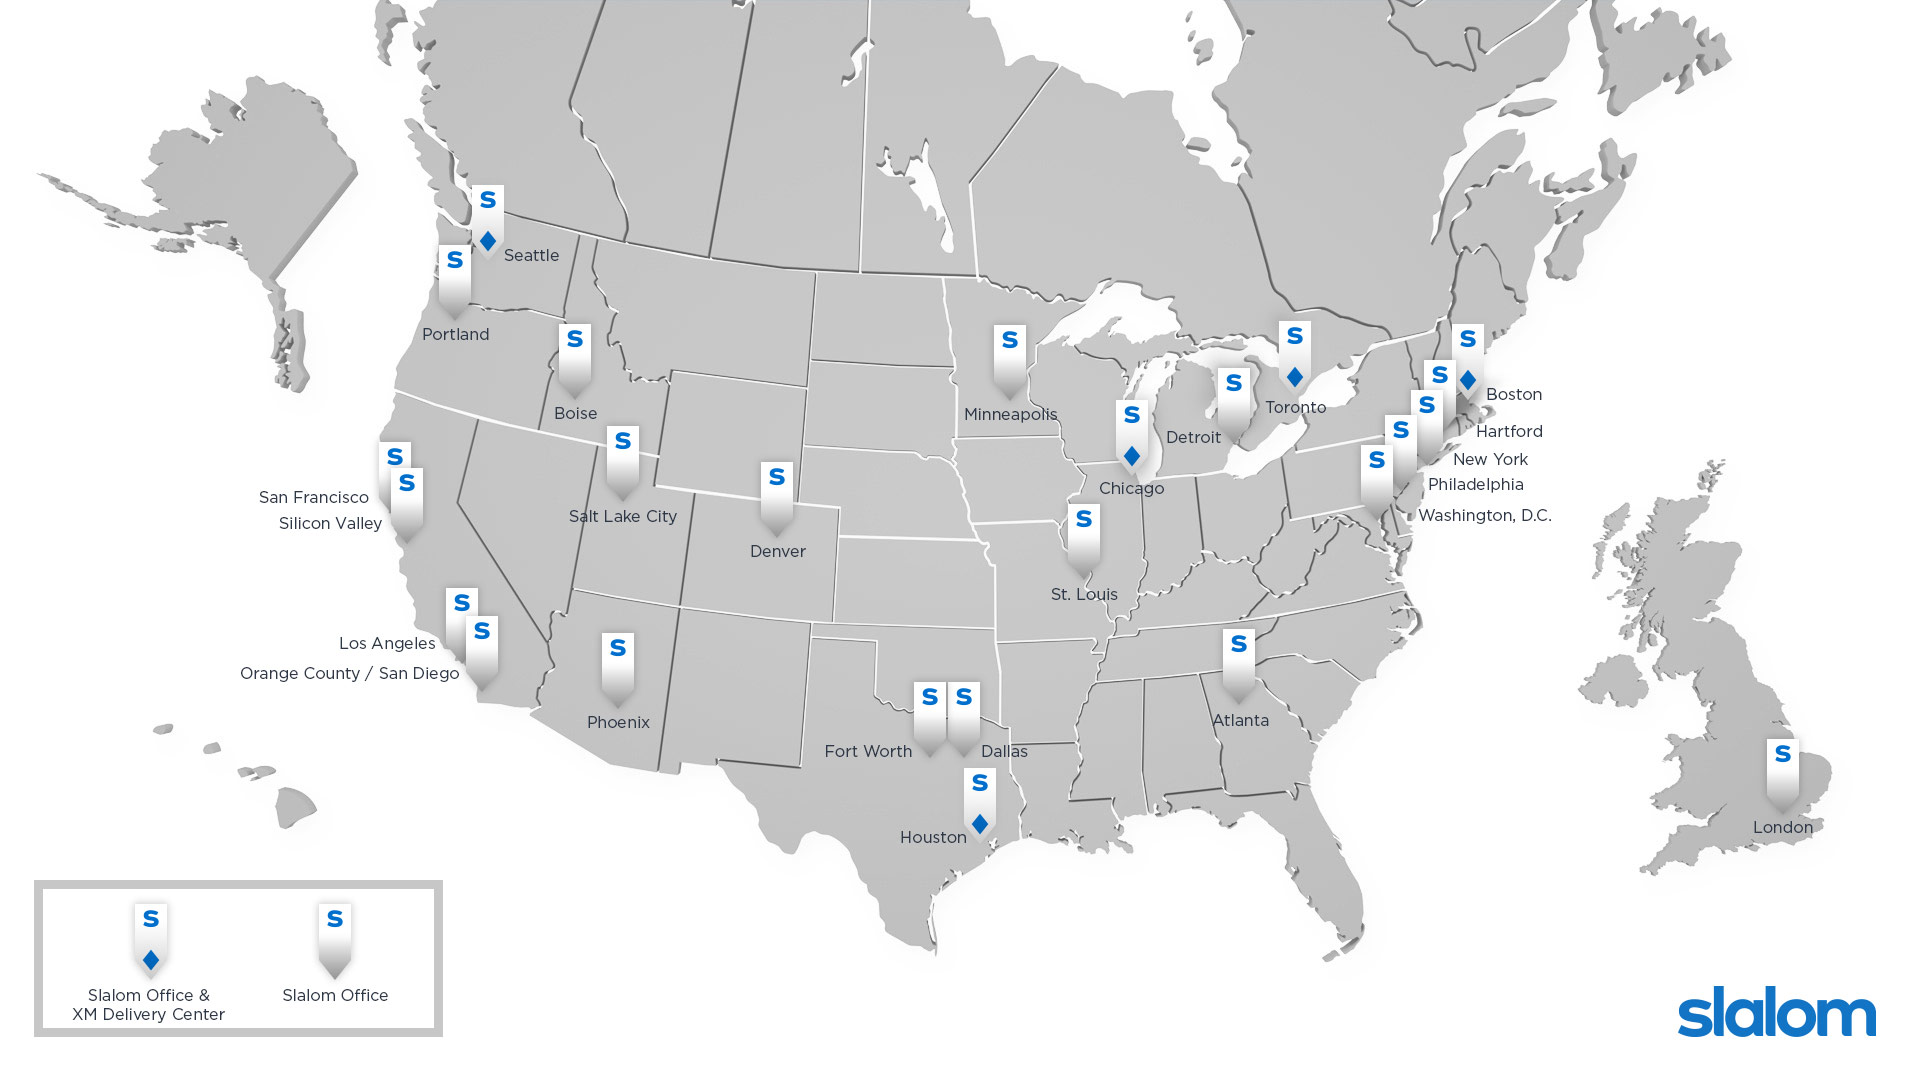 S
S
Seattle
S
Portland
S
Boise
S
Minneapolis
S
Toronto
S
Boston
S
Hartford
S
New York
S
Philadelphia
S
Washington, D.C.
S
Detroit
S
Chicago
S
San Francisco
S
Silicon Valley
S
Salt Lake City
S
Denver
S
St. Louis
S
Los Angeles
S
Orange County / San Diego
S
Phoenix
S
Fort Worth
S
Dallas
S
Atlanta
S
Houston
S
London
S
Slalom Office &
XM Delivery Center
Slalom Office
slalom